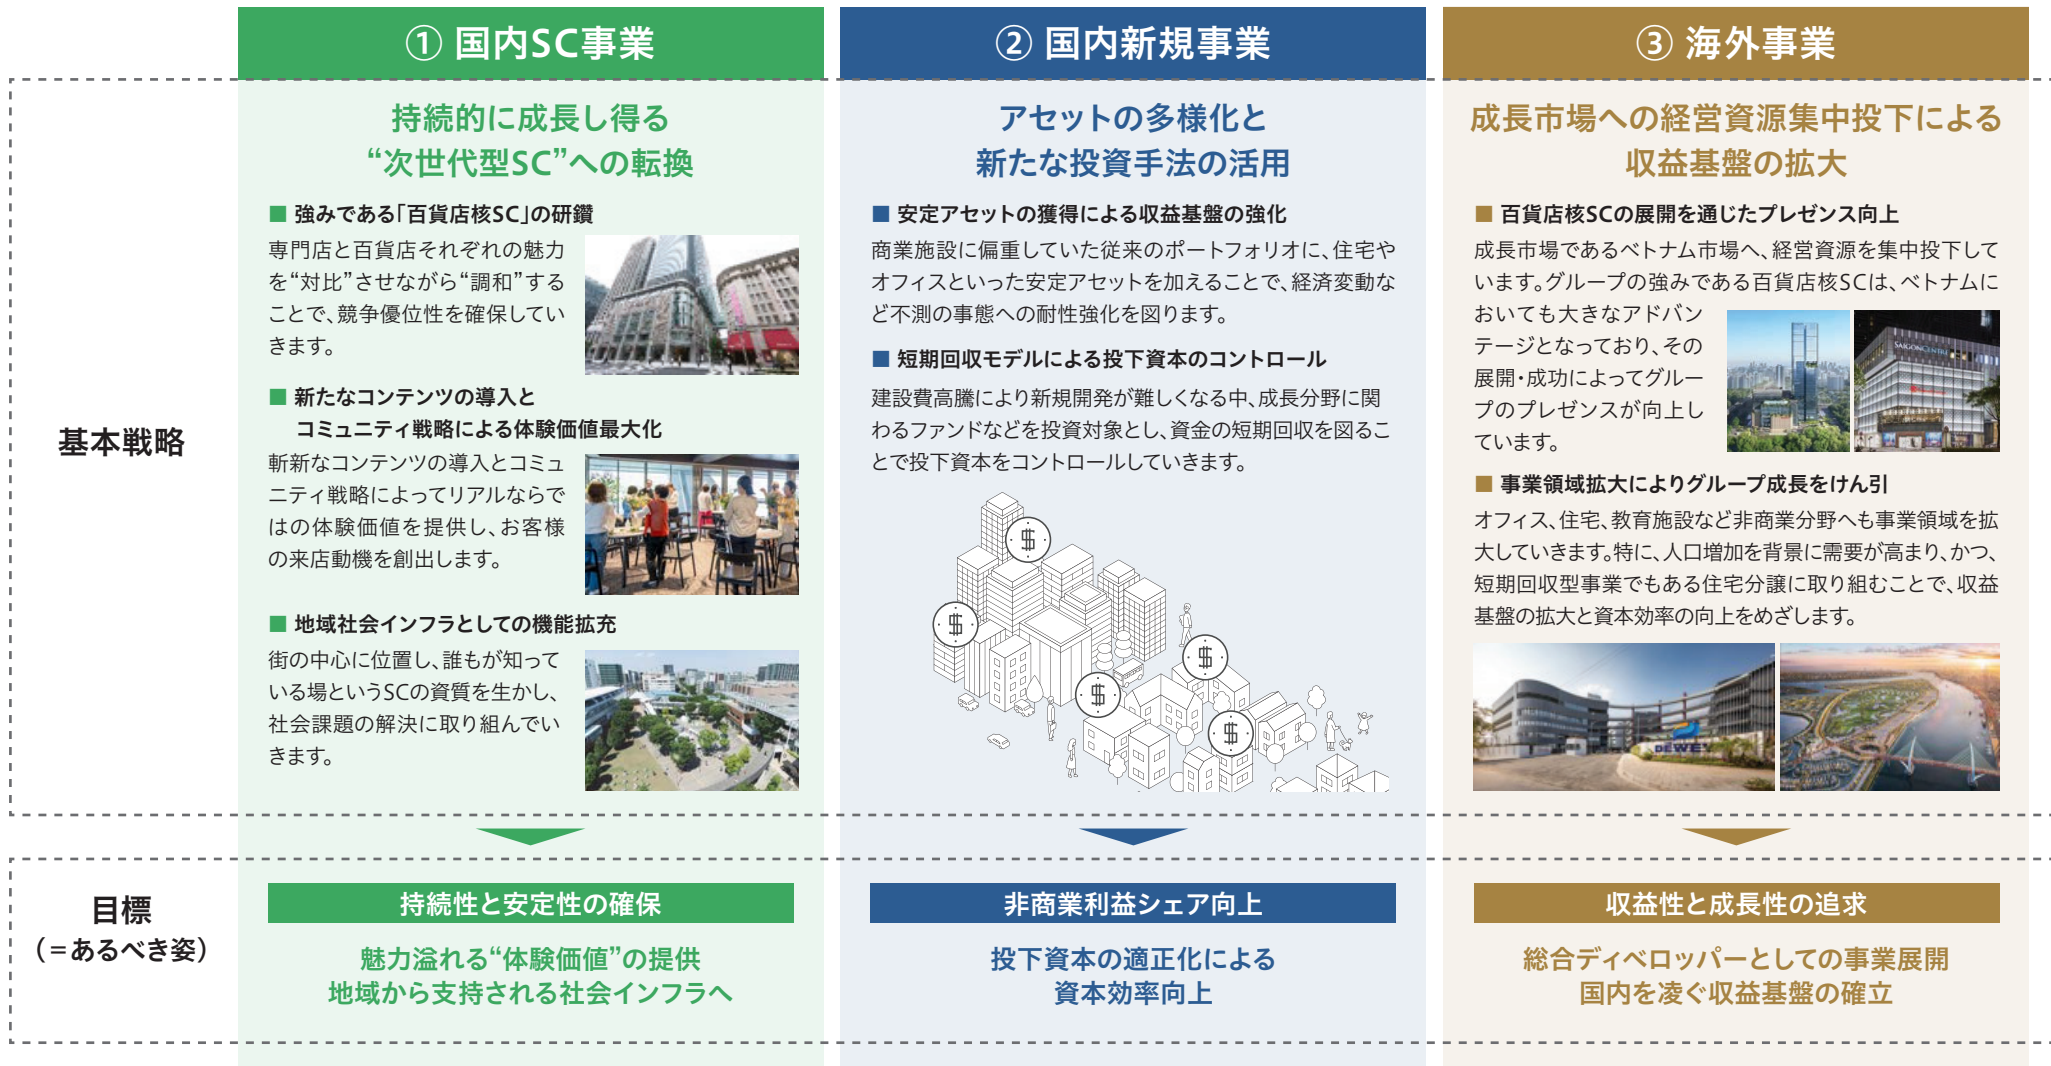 ① 国内SC事業
② 国内新規事業
③ 海外事業
基本戦略
持続的に成長し得る
“次世代型SC”への転換
■ 強みである「百貨店核SC」の研鑽
専門店と百貨店それぞれの魅力
を“対比”させながら“調和”する
ことで、競争優位性を確保してい
きます。
■ 新たなコンテンツの導入と
コミュニティ戦略による体験価値最大化
斬新なコンテンツの導入とコミュ
ニティ戦略によってリアルならで
はの体験価値を提供し、お客様
の来店動機を創出します。
■ 地域社会インフラとしての機能拡充
街の中心に位置し、誰もが知って
いる場というSCの資質を生かし、
社会課題の解決に取り組んでい
きます。
アセットの多様化と
新たな投資手法の活用
■ 安定アセットの獲得による収益基盤の強化
商業施設に偏重していた従来のポートフォリオに、住宅や
オフィスといった安定アセットを加えることで、経済変動な
ど不測の事態への耐性強化を図ります。
■ 短期回収モデルによる投下資本のコントロール
建設費高騰により新規開発が難しくなる中、成長分野に関
わるファンドなどを投資対象とし、資金の短期回収を図るこ
とで投下資本をコントロールしていきます。
成長市場への経営資源集中投下による
収益基盤の拡大
■ 百貨店核SCの展開を通じたプレゼンス向上
成長市場であるベトナム市場へ、経営資源を集中投下して
います。グループの強みである百貨店核SCは、ベトナムに
おいても大きなアドバン
テージとなっており、その
展開・成功によってグルー
プのプレゼンスが向上し
ています。
SAIGON CENTRE
■ 事業領域拡大によりグループ成長をけん引
オフィス、住宅、教育施設など非商業分野へも事業領域を拡
大していきます。特に、人口増加を背景に需要が高まり、かつ、
短期回収型事業でもある住宅分譲に取り組むことで、収益
基盤の拡大と資本効率の向上をめざします。
DEWEY
目標
(＝あるべき姿)
持続性と安定性の確保
魅力溢れる“体験価値”の提供
地域から支持される社会インフラへ
非商業利益シェア向上
投下資本の適正化による
資本効率向上
収益性と成長性の追求
総合ディベロッパーとしての事業展開
国内を凌ぐ収益基盤の確立